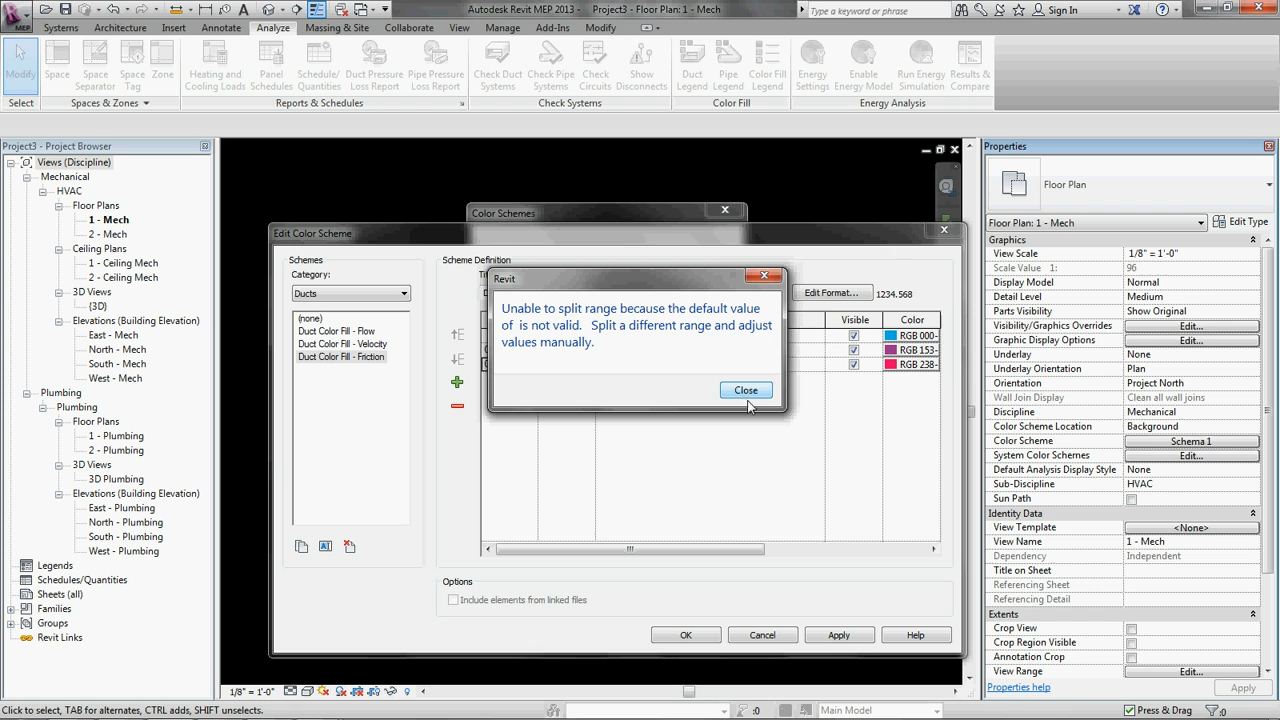 Autodesk Revit MEP 2013 - Project3 - Floor Plan: 1 - Mech
Type a keyword or phrase
Sign In
MEP
Systems
Architecture
Insert
Annotate
Analyze
Massing & Site
Collaborate
View
Manage
Add-Ins
Modify
Modify
Space
Space Separator
Space Tag
Zone
Heating and Cooling Loads
Panel Schedules
Schedule/ Quantities
Duct Pressure Loss Report
Pipe Pressure Loss Report
Check Duct Systems
Check Pipe Systems
Check Circuits
Show Disconnects
Duct Legend
Pipe Legend
Color Fill Legend
Energy Settings
Enable Energy Model
Run Energy Simulation
Results & Compare
Select
Spaces & Zones
Reports & Schedules
Check Systems
Color Fill
Energy Analysis
Project3 - Project Browser
Views (Discipline)
Mechanical
HVAC
Floor Plans
1 - Mech
2 - Mech
Ceiling Plans
1 - Ceiling Mech
2 - Ceiling Mech
3D Views
{3D}
Elevations (Building Elevation)
East - Mech
North - Mech
South - Mech
West - Mech
Plumbing
Plumbing
Floor Plans
1 - Plumbing
2 - Plumbing
3D Views
3D Plumbing
Elevations (Building Elevation)
East - Plumbing
North - Plumbing
South - Plumbing
West - Plumbing
Legends
Schedules/Quantities
Sheets (all)
Families
Groups
Revit Links
Color Schemes
Edit Color Scheme
Schemes
Category:
Ducts
(none)
Duct Color Fill - Flow
Duct Color Fill - Velocity
Duct Color Fill - Friction
Scheme Definition
Edit Format...
1234.568
Visible
Color
RGB 000-
RGB 153-
RGB 238-
Revit
Unable to split range because the default value
of is not valid. Split a different range and adjust
values manually.
Close
Options
Include elements from linked files
OK
Cancel
Apply
Help
Properties
Floor Plan
Floor Plan: 1 - Mech
Edit Type
Graphics
View Scale 1/8" = 1'-0"
Scale Value 1: 96
Display Model Normal
Detail Level Medium
Parts Visibility Show Original
Visibility/Graphics Overrides Edit...
Graphic Display Options Edit...
Underlay None
Underlay Orientation Plan
Orientation Project North
Wall Join Display Clean all wall joins
Discipline Mechanical
Color Scheme Location Background
Color Scheme Schema 1
System Color Schemes Edit...
Default Analysis Display Style None
Sub-Discipline HVAC
Sun Path
Identity Data
View Template <None>
View Name 1 - Mech
Dependency Independent
Title on Sheet
Referencing Sheet
Referencing Detail
Extents
Crop View
Crop Region Visible
Annotation Crop
View Range Edit...
Properties help
Apply
1/8" = 1'-0"
Click to select, TAB for alternates, CTRL adds, SHIFT unselects.
:0
Main Model
Press & Drag
:0